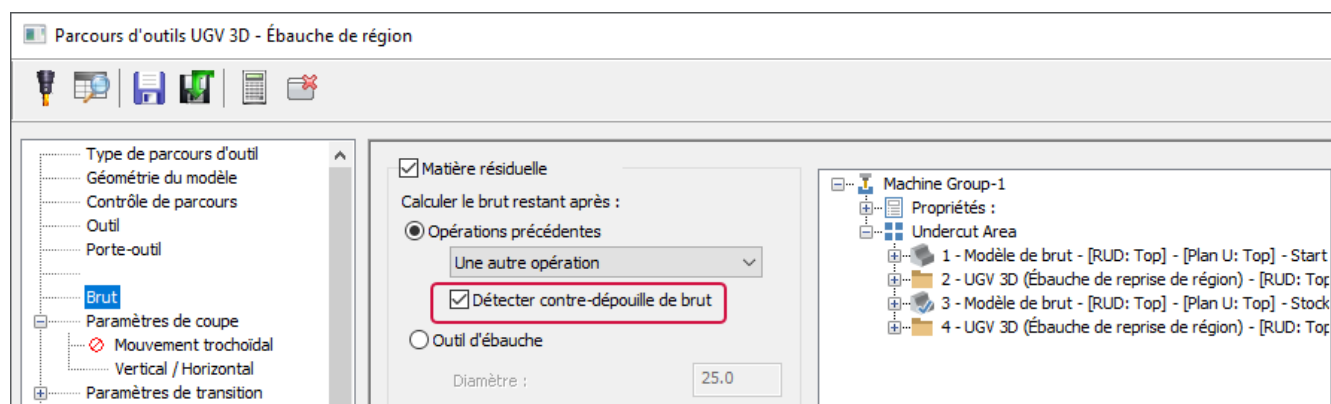 Parcours d'outils UGV 3D - Ébauche de région
Type de parcours d'outil
Géométrie du modèle
Contrôle de parcours
Outil
Porte-outil
Brut
Paramètres de coupe
Mouvement trochoïdal
Vertical / Horizontal
Paramètres de transition
Matière résiduelle
Calculer le brut restant après :
Opérations précédentes
Une autre opération
Détecter contre-dépouille de brut
Outil d'ébauche
Diamètre :
25.0
Machine Group-1
Propriétés :
Undercut Area
1 - Modèle de brut - [RUD: Top] - [Plan U: Top] - Start
2 - UGV 3D (Ébauche de reprise de région) - [RUD: Top
3 - Modèle de brut - [RUD: Top] - [Plan U: Top] - Stock
4 - UGV 3D (Ébauche de reprise de région) - [RUD: Top